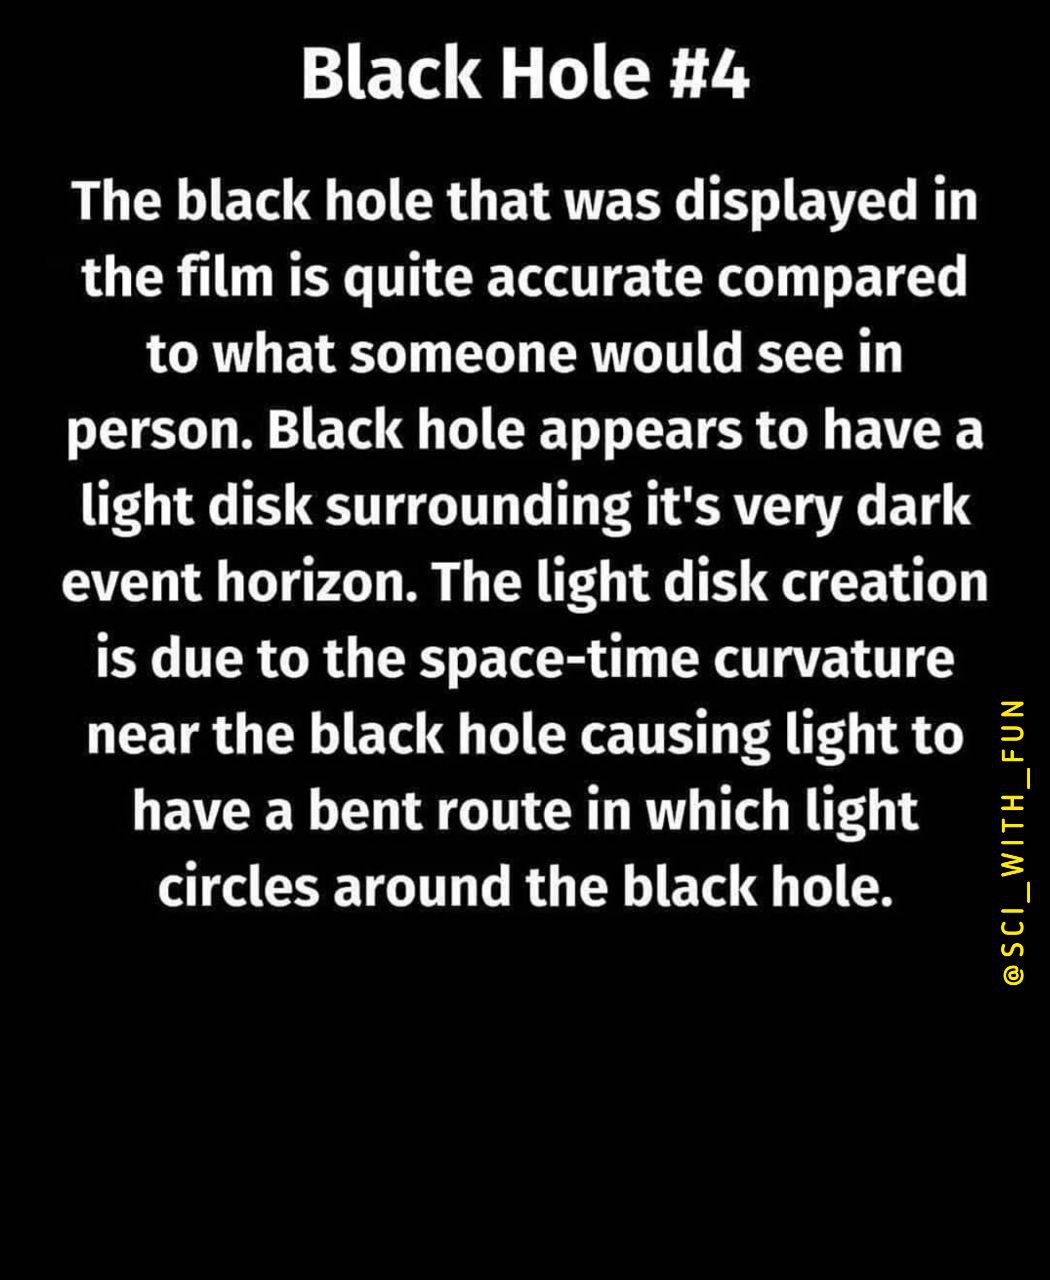 Black Hole #4
The black hole that was displayed in
the film is quite accurate compared
to what someone would see in
person. Black hole appears to have a
light disk surrounding it's very dark
event horizon. The light disk creation
is due to the space-time curvature
near the black hole causing light to
have a bent route in which light
circles around the black hole.
@SCI_WITH_FUN